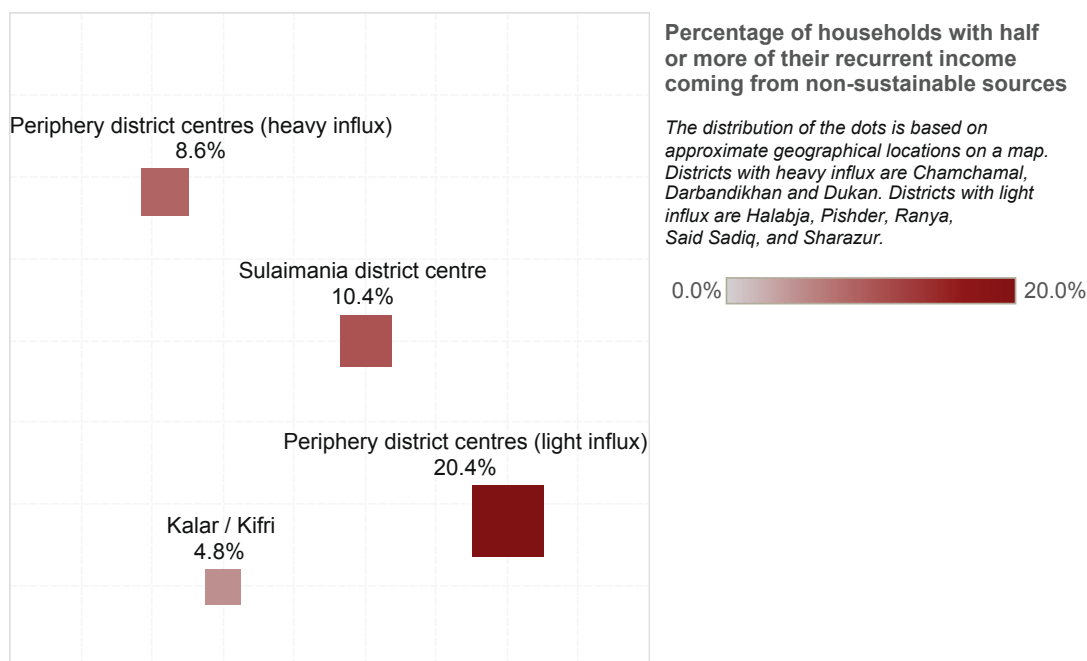 Percentage of households with half
or more of their recurrent income
coming from non-sustainable sources
The distribution of the dots is based on
approximate geographical locations on a map.
Districts with heavy influx are Chamchamal,
Darbandikhan and Dukan. Districts with light
influx are Halabja, Pishder, Ranya,
Said Sadiq, and Sharazur.
0.0% 20.0%
Periphery district centres (heavy influx)
8.6%
Sulaimania district centre
10.4%
Periphery district centres (light influx)
20.4%
Kalar / Kifri
4.8%